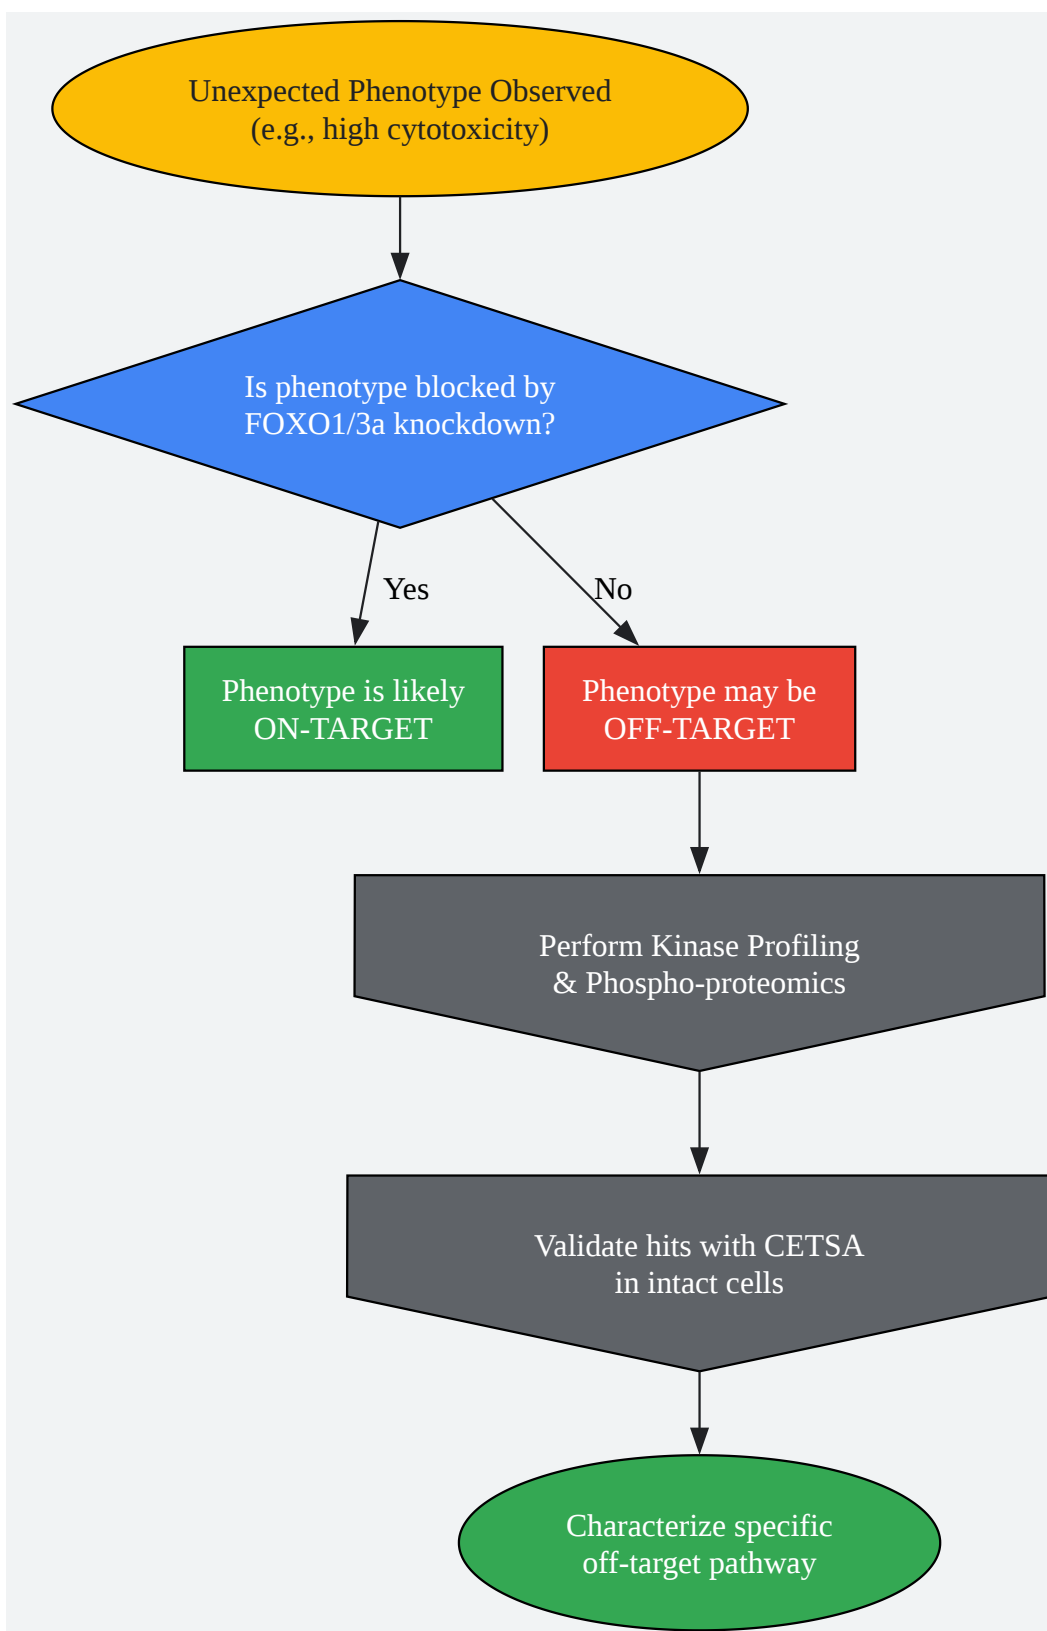 Unexpected Phenotype Observed
(e.g., high cytotoxicity)
Is phenotype blocked by
FOXO1/3a knockdown?
Yes
No
Phenotype is likely
ON-TARGET
Phenotype may be
OFF-TARGET
Perform Kinase Profiling
& Phospho-proteomics
Validate hits with CETSA
in intact cells
Characterize specific
off-target pathway